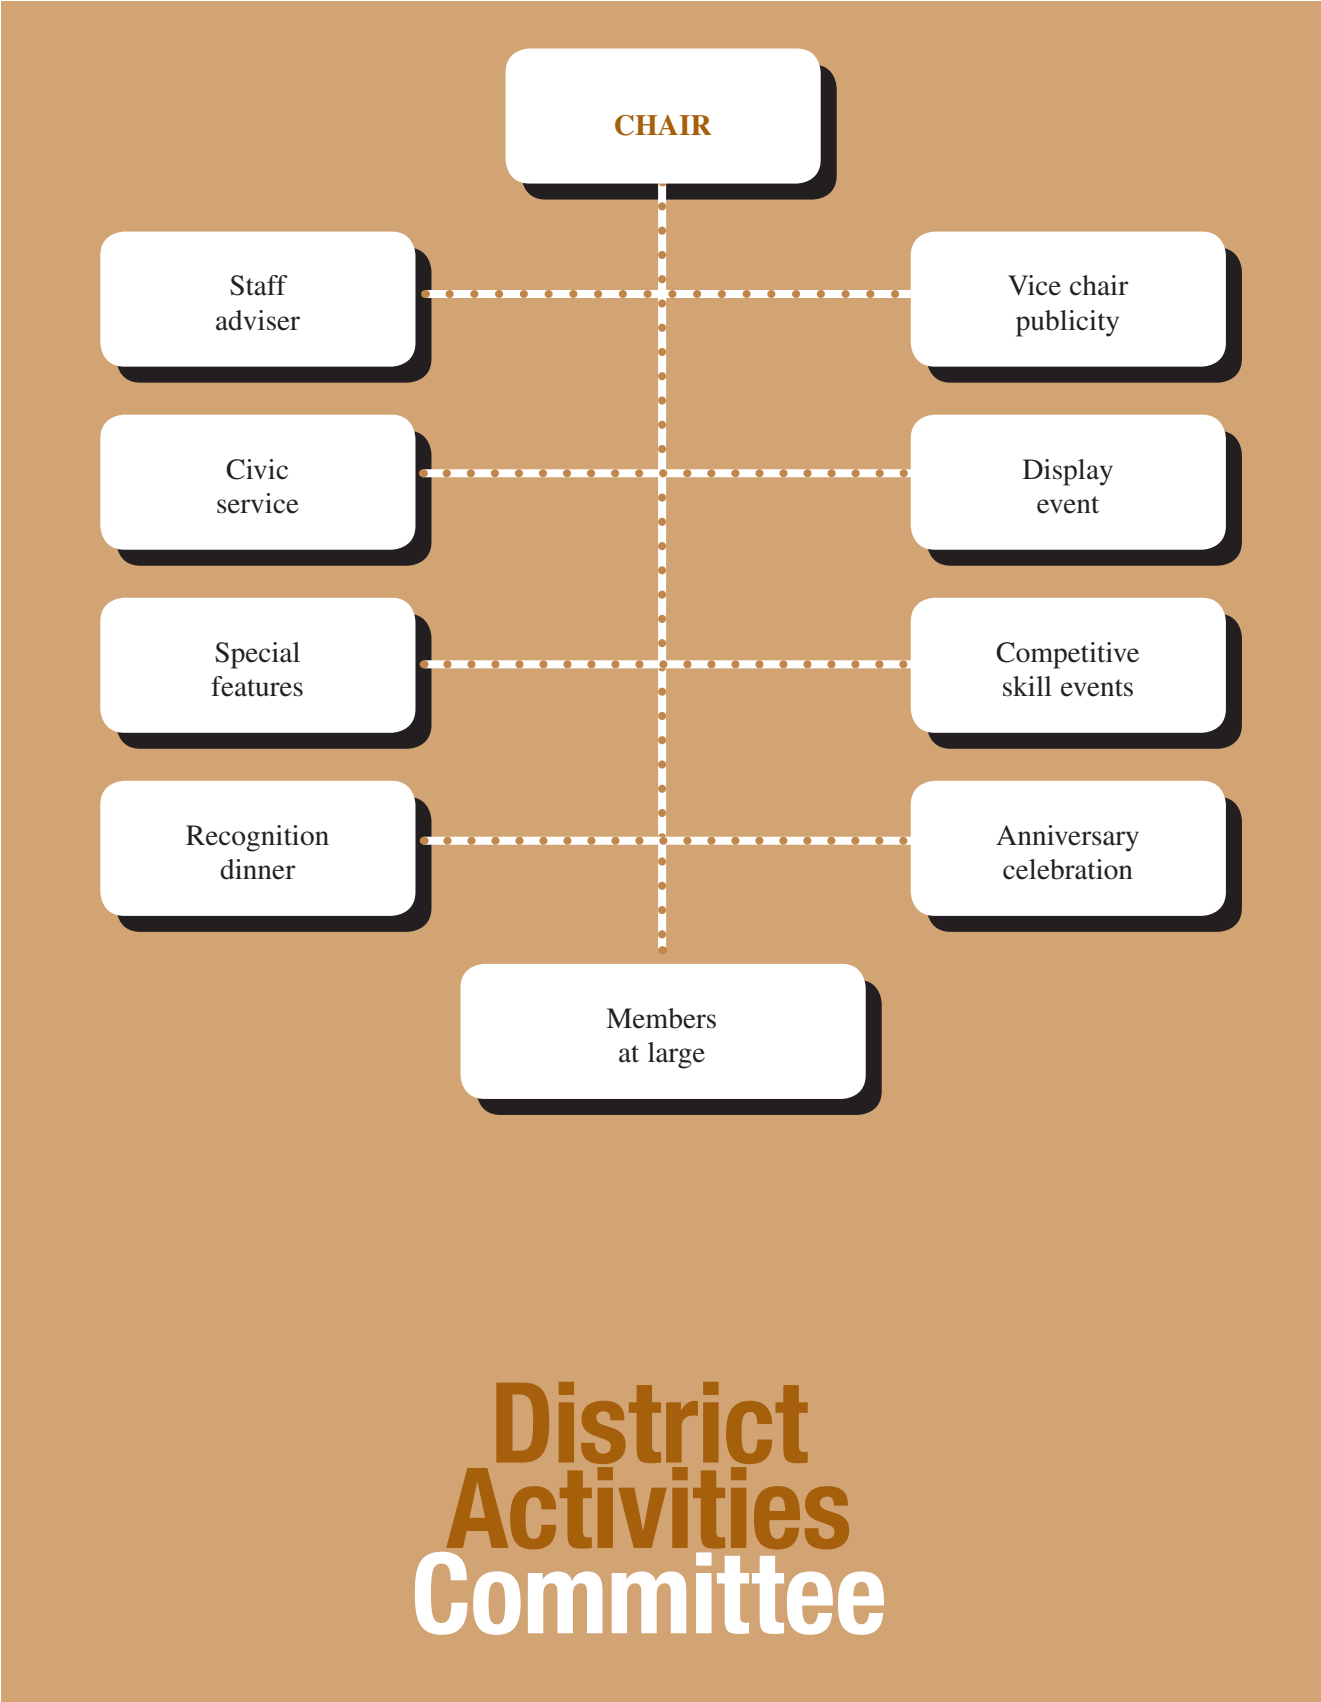 CHAIR
Staff
adviser
Vice chair
publicity
Civic
service
Display
event
Special
features
Competitive
skill events
Recognition
dinner
Anniversary
celebration
Members
at large
District
Activities
Committee